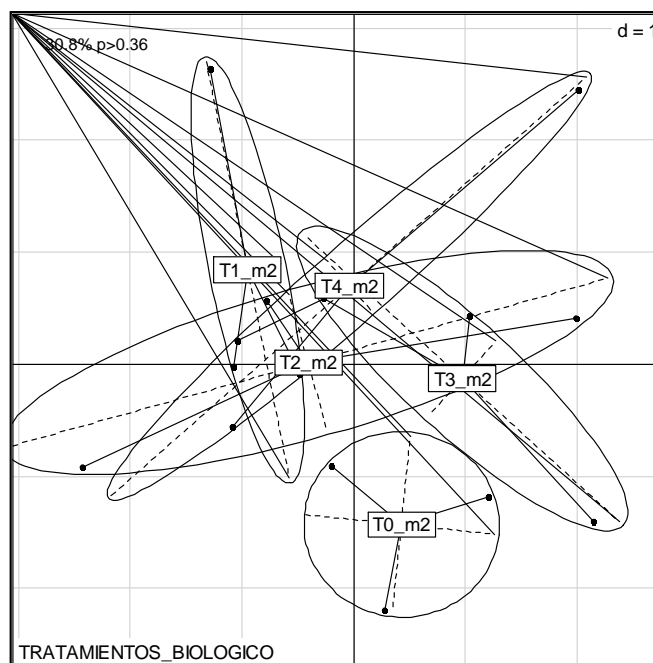 30.8% p>0.36
d = 1
T1_m2
T4_m2
T2_m2
T3_m2
T0_m2
TRATAMIENTOS_BIOLOGICO